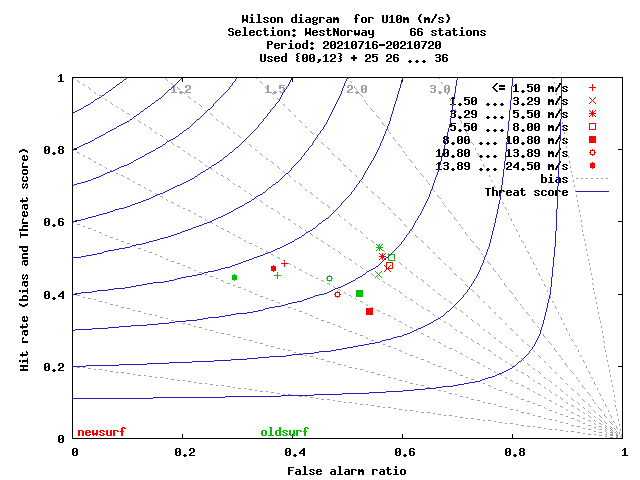 Wilson diagram  for U10m (m/s)
Selection: WestNorway     66 stations
Period: 20210716-20210720
Used {00,12} + 25 26 ... 36
1
1.2
1.5
2.0
3.0
<= 1.50 m/s
1.50 ... 3.29 m/s
3.29 ... 5.50 m/s
5.50 ... 8.00 m/s
8.00 ... 10.80 m/s
10.80 ... 13.89 m/s
13.89 ... 24.50 m/s
bias
Threat score
0.8
0.6
0.4
0.2
0
Hit rate (bias and Threat score)
newsurf
oldsurf
0
0.2
0.4
0.6
0.8
1
False alarm ratio